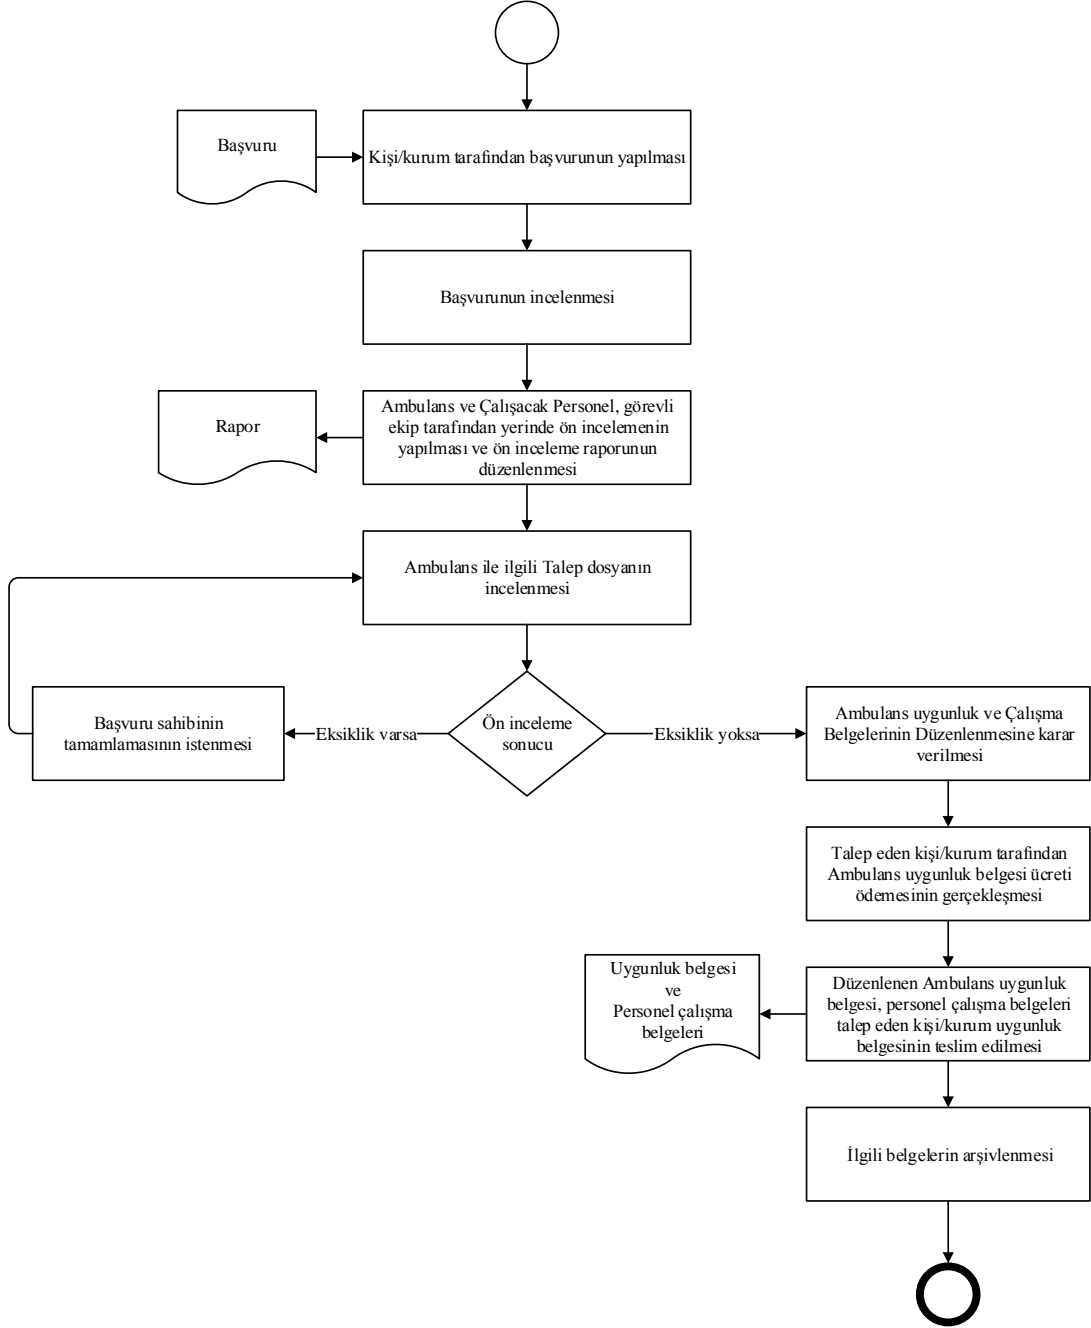 Başvuru
Kişi/kurum tarafından başvurunun yapılması
Başvurunun incelenmesi
Rapor
Ambulans ve Çalışacak Personel, görevli
ekip tarafından yerinde ön incelemenin
yapılması ve ön inceleme raporunun
düzenlenmesi
Ambulans ile ilgili Talep dosyanın
incelenmesi
Başvuru sahibinin
tamamlamasının istenmesi
Eksiklik varsa
Ön inceleme
sonucu
Eksiklik yoksa
Ambulans uygunluk ve Çalışma
Belgelerinin Düzenlenmesine karar
verilmesi
Talep eden kişi/kurum tarafından
Ambulans uygunluk belgesi ücreti
ödemesinin gerçekleşmesi
Uygunluk belgesi
ve
Personel çalışma
belgeleri
Düzenlenen Ambulans uygunluk
belgesi, personel çalışma belgeleri
talep eden kişi/kurum uygunluk
belgesinin teslim edilmesi
İlgili belgelerin arşivlenmesi